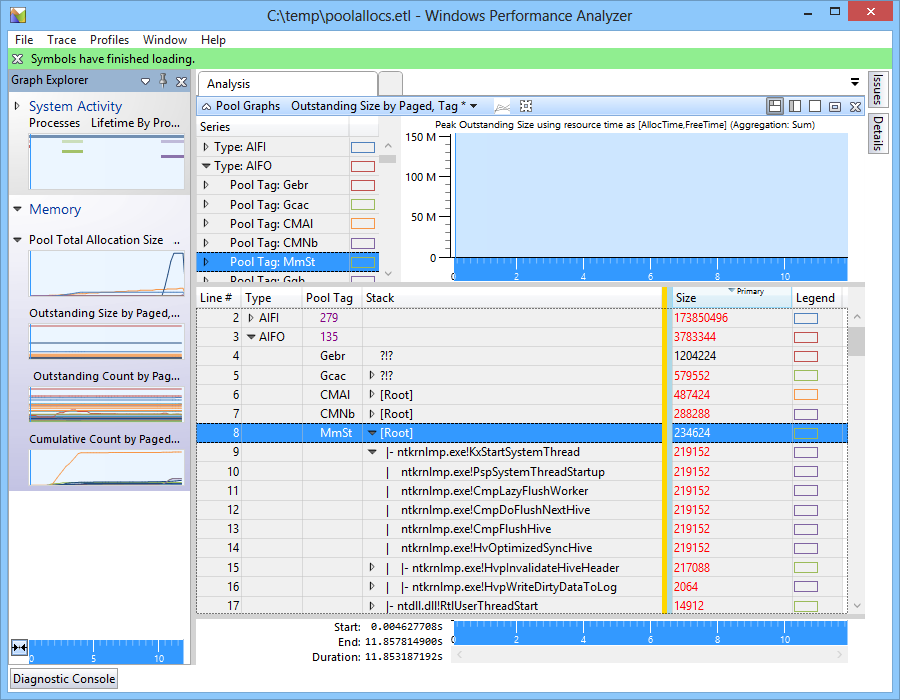 C:\temp\poolallocs.etl - Windows Performance Analyzer
File Trace Profiles Window Help
Symbols have finished loading.
Graph Explorer
System Activity
Processes Lifetime By Pro...
Memory
Pool Total Allocation Size ..
Outstanding Size by Paged,...
Outstanding Count by Pag...
Cumulative Count by Paged...
0 5 10
Diagnostic Console
Analysis
Pool Graphs Outstanding Size by Paged, Tag *
Series
Type: AIFI
Type: AIFO
Pool Tag: Gebr
Pool Tag: Gcac
Pool Tag: CMAl
Pool Tag: CMNb
Pool Tag: MmSt
Pool Tag: Ggb
Peak Outstanding Size using resource time as [AllocTime,FreeTime] (Aggregation: Sum)
150 M
100 M
50 M
0
0 2 4 6 8 10
Line # Type Pool Tag Stack Size Primary Legend
2 AIFI 279 173850496
3 AIFO 135 3783344
4 Gebr ?!? 1204224
5 Gcac ?!? 579552
6 CMAl [Root] 487424
7 CMNb [Root] 288288
8 MmSt [Root] 234624
9 |- ntkrnlmp.exe!KxStartSystemThread 219152
10 | ntkrnlmp.exe!PspSystemThreadStartup 219152
11 | ntkrnlmp.exe!CmpLazyFlushWorker 219152
12 | ntkrnlmp.exe!CmpDoFlushNextHive 219152
13 | ntkrnlmp.exe!CmpFlushHive 219152
14 | ntkrnlmp.exe!HvOptimizedSyncHive 219152
15 | |- ntkrnlmp.exe!HvpInvalidateHiveHeader 217088
16 | |- ntkrnlmp.exe!HvpWriteDirtyDataToLog 2064
17 |- ntdll.dll!RtlUserThreadStart 14912
Start: 0.004627708s
End: 11.857814900s
Duration: 11.853187192s
0 2 4 6 8 10
Issues
Details